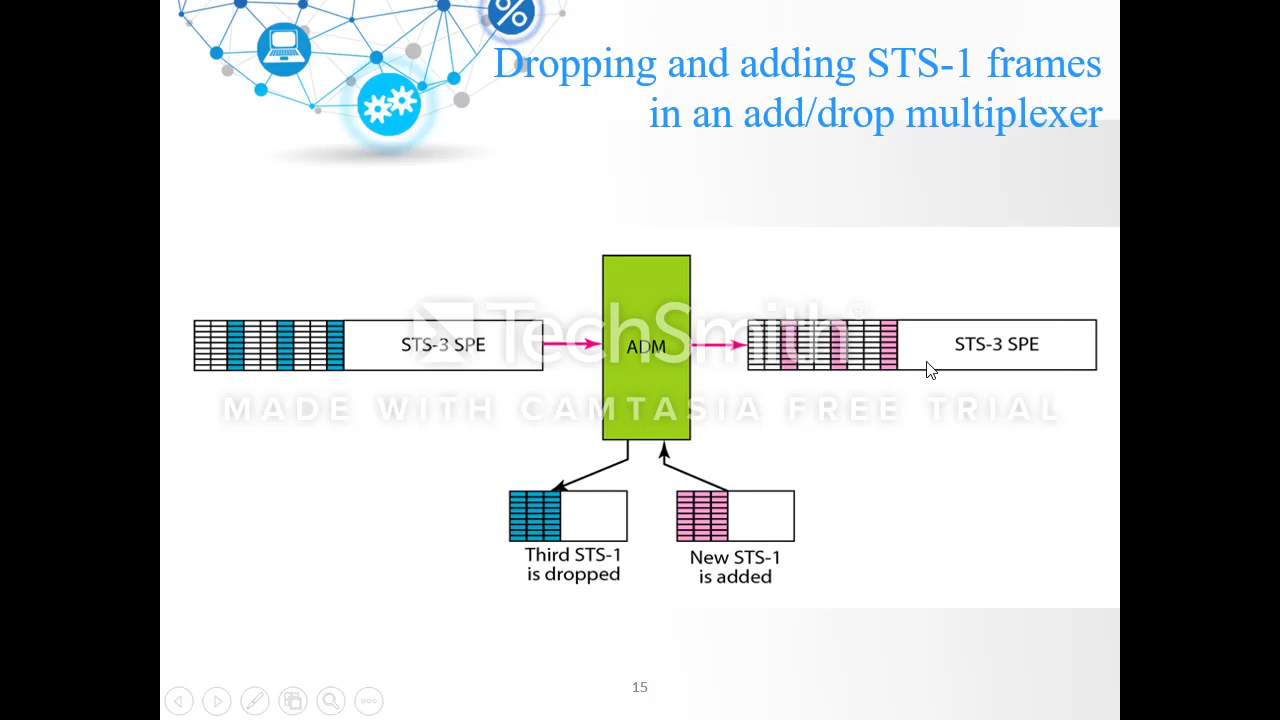 Dropping and adding STS-1 frames
in an add/drop multiplexer
STS-3 SPE
ADM
STS-3 SPE
TechSmith®
MADE WITH CAMTASIA FREE TRIAL
Third STS-1
is dropped
New STS-1
is added
15